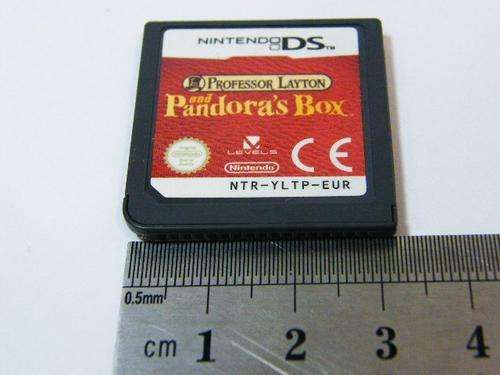 NINTENDO DS™
PROFESSOR LAYTON
and
Pandora's Box
LEVEL5
Nintendo
CE
NTR-YLTP-EUR
0.5mm
cm 1 2 3 4